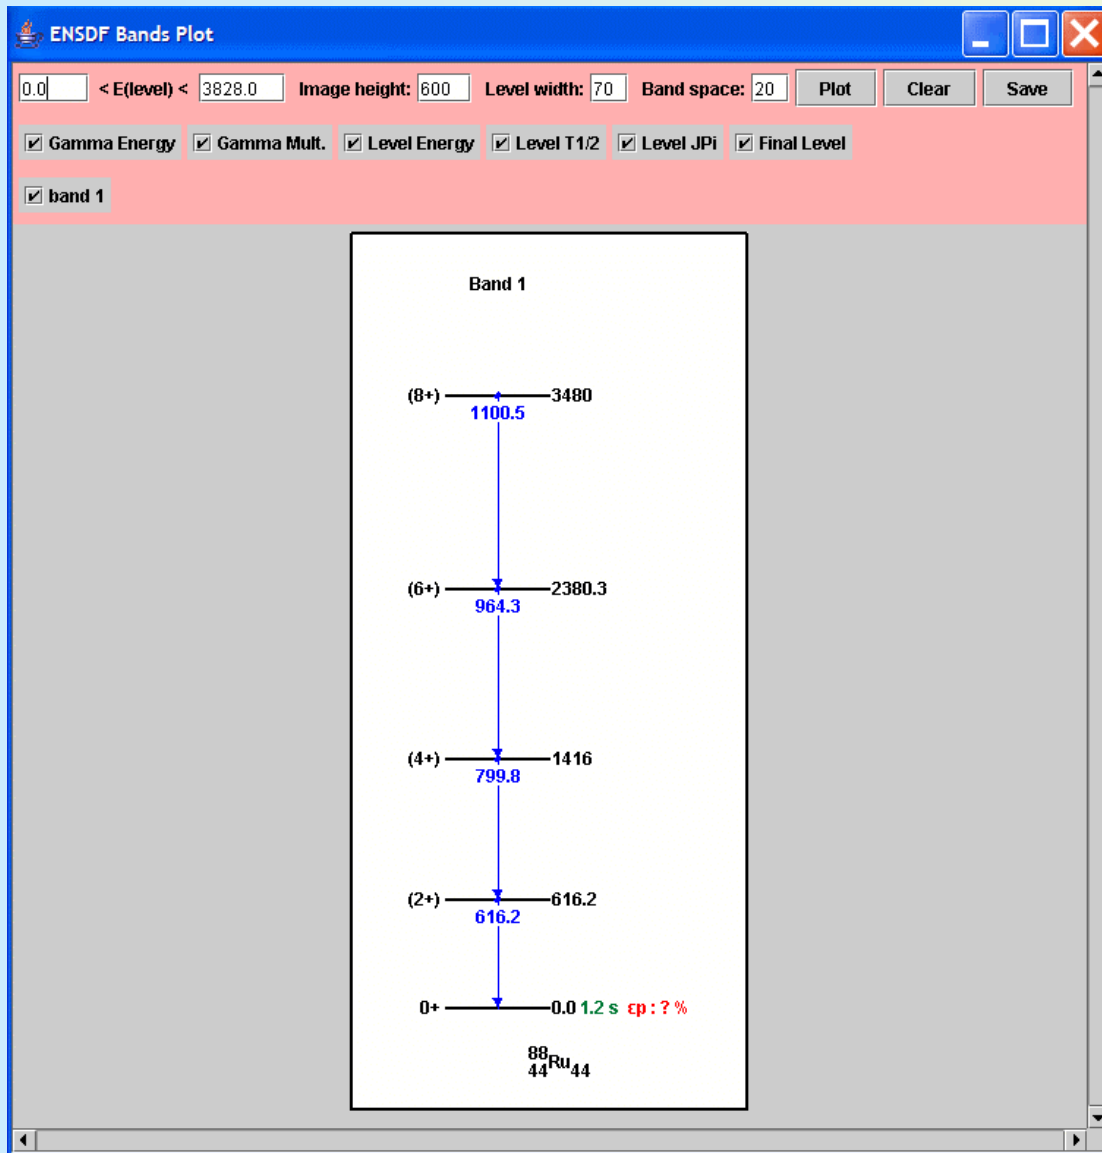 ENSDF Bands Plot
0.0 < E(level) < 3828.0 Image height: 600 Level width: 70 Band space: 20 Plot Clear Save
Gamma Energy Gamma Mult. Level Energy Level T1/2 Level JPi Final Level
band 1
Band 1
(8+) 3480
1100.5
(6+) 2380.3
964.3
(4+) 1416
799.8
(2+) 616.2
616.2
0+ 0.0 1.2 s εp : ? %
88
44Ru44